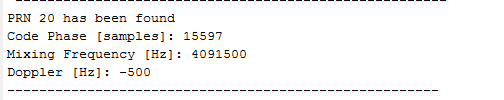 ------------------------------------------------------
PRN 20 has been found
Code Phase [samples]: 15597
Mixing Frequency [Hz]: 4091500
Doppler [Hz]: -500
------------------------------------------------------